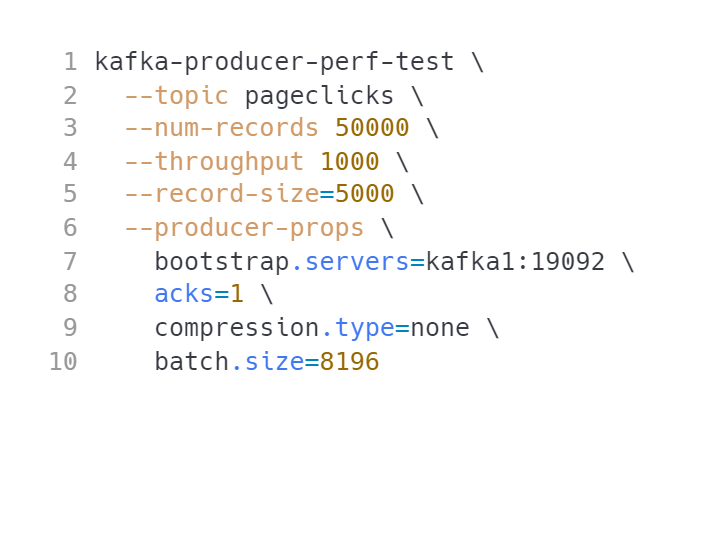 1 kafka-producer-perf-test \
2   --topic pageclicks \
3   --num-records 50000 \
4   --throughput 1000 \
5   --record-size=5000 \
6   --producer-props \
7     bootstrap.servers=kafka1:19092 \
8     acks=1 \
9     compression.type=none \
10     batch.size=8196